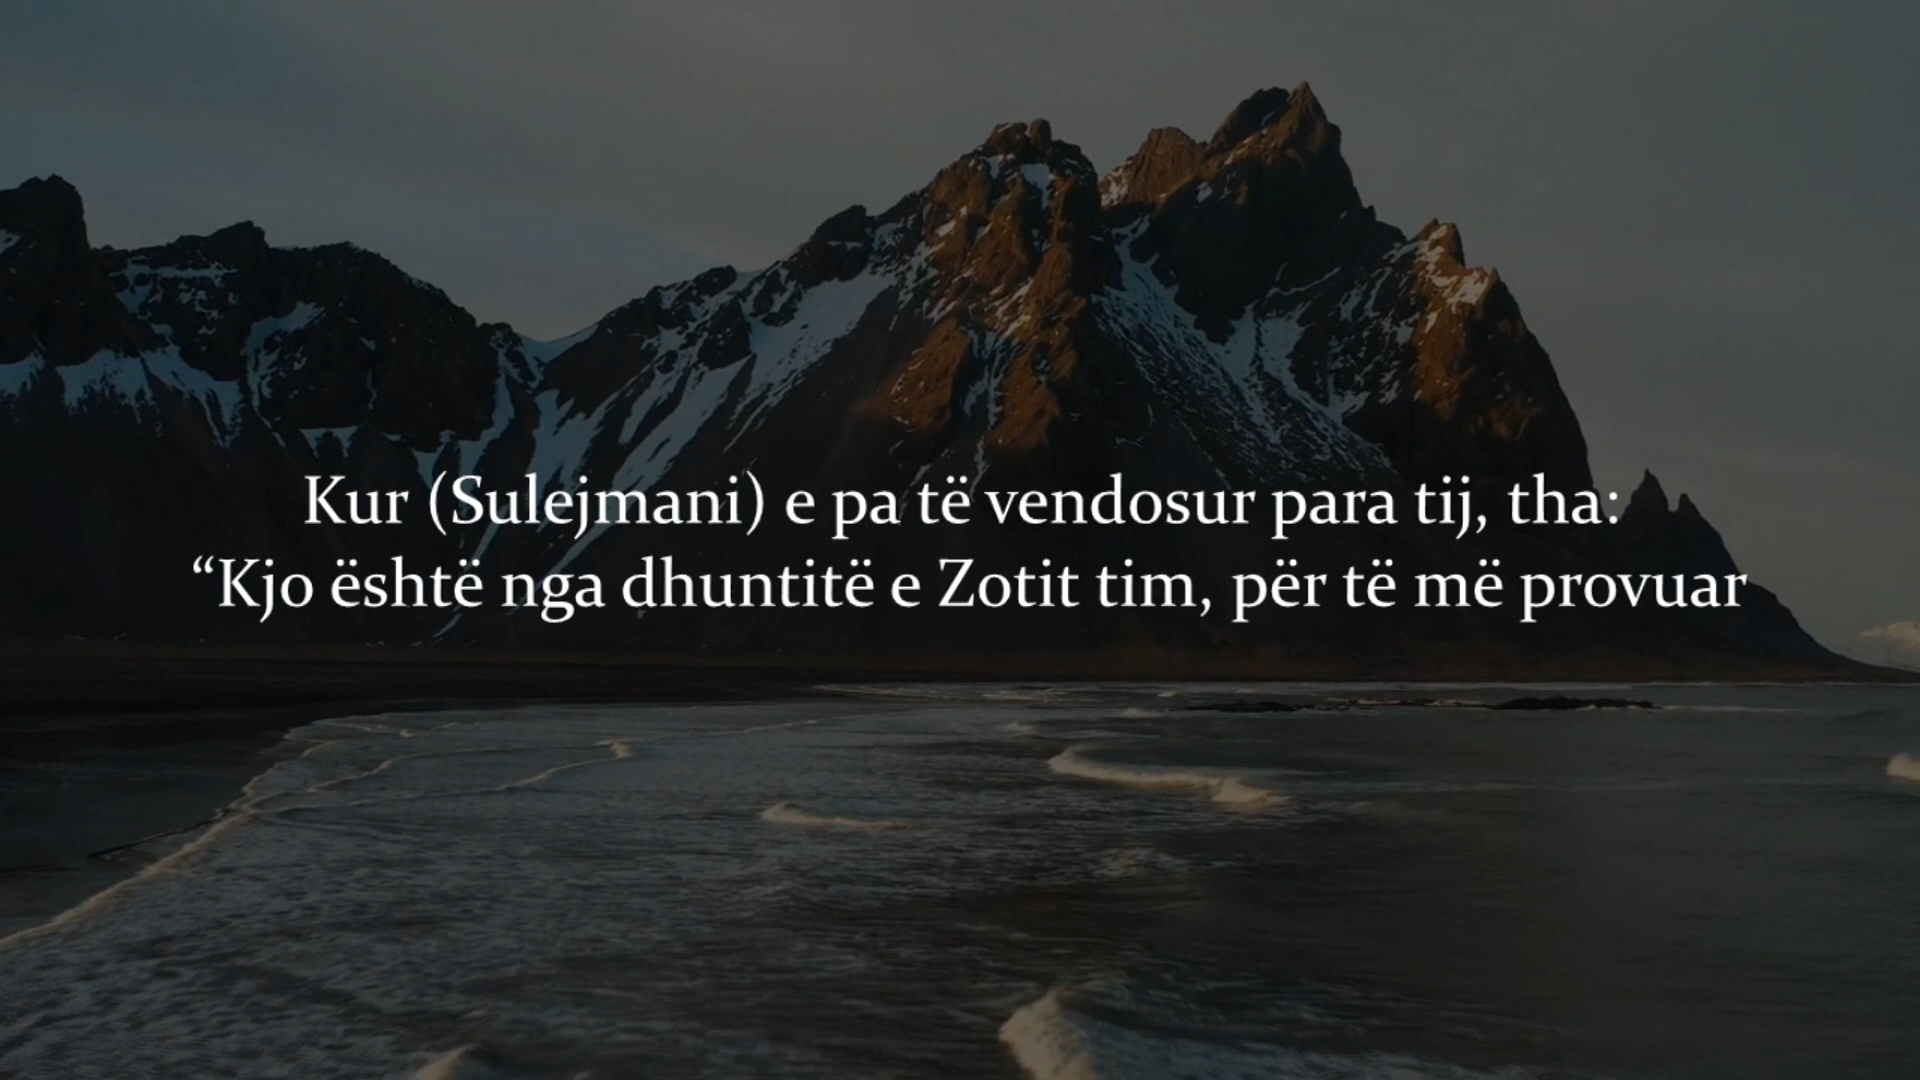 Kur (Sulejmani) e pa të vendosur para tij, tha:
“Kjo është nga dhuntitë e Zotit tim, për të më provuar